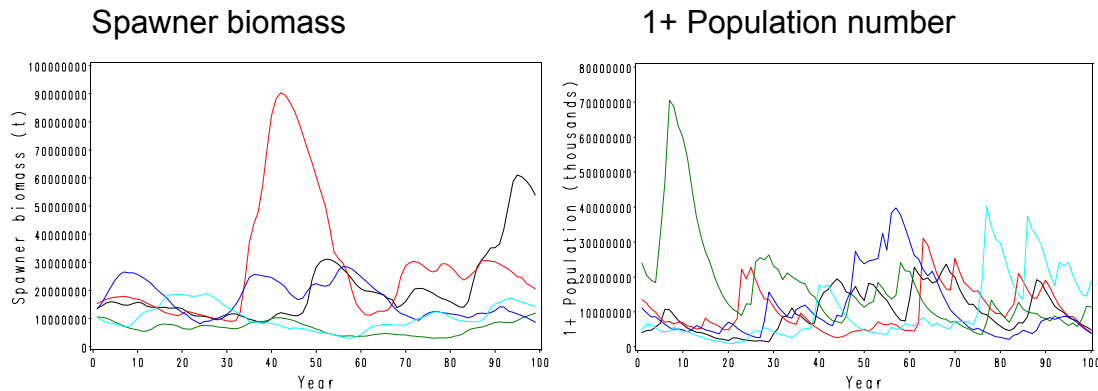 Spawner biomass
1+ Population number
Spawner biomass (t)
100000000
90000000
80000000
70000000
60000000
50000000
40000000
30000000
20000000
10000000
0
0 10 20 30 40 50 60 70 80 90 100
Year
1+ Population (thousands)
80000000
70000000
60000000
50000000
40000000
30000000
20000000
10000000
0
0 10 20 30 40 50 60 70 80 90 100
Year